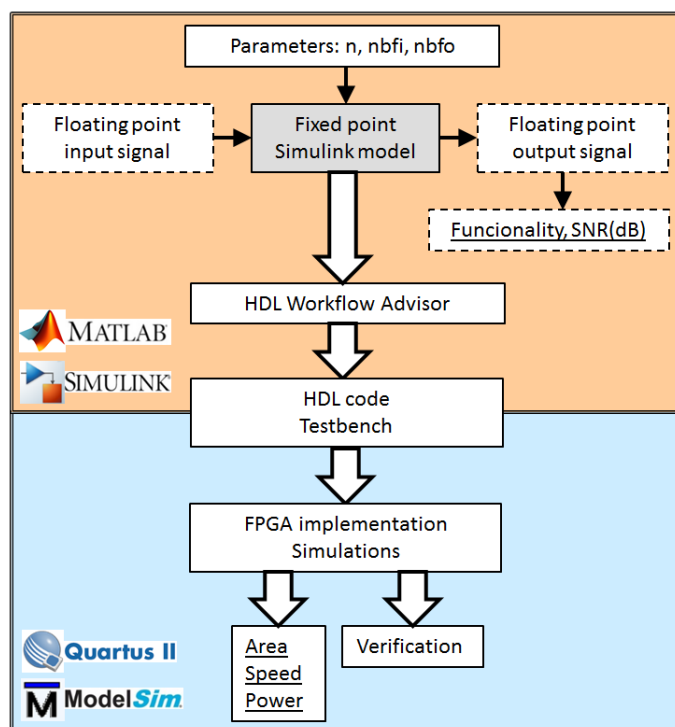 Parameters: n, nbfi, nbfo
Floating point
input signal
Fixed point
Simulink model
Floating point
output signal
Funcionality, SNR(dB)
HDL Workflow Advisor
MATLAB
SIMULINK
HDL code
Testbench
FPGA implementation
Simulations
Area
Speed
Power
Verification
Quartus II
M ModelSim